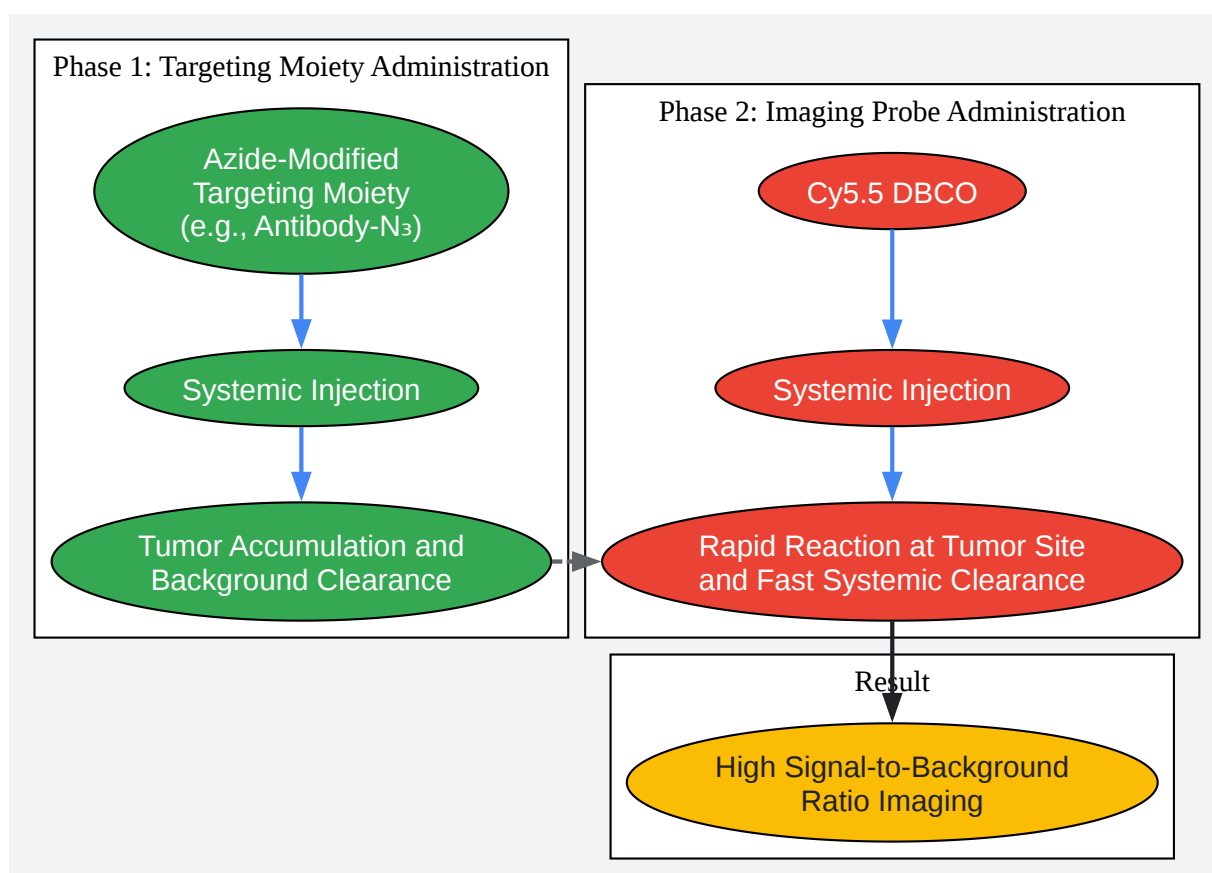 Phase 1: Targeting Moiety Administration
Azide-Modified
Targeting Moiety
(e.g., Antibody-N₃)
Systemic Injection
Tumor Accumulation and
Background Clearance
Phase 2: Imaging Probe Administration
Cy5.5 DBCO
Systemic Injection
Rapid Reaction at Tumor Site
and Fast Systemic Clearance
Result
High Signal-to-Background
Ratio Imaging